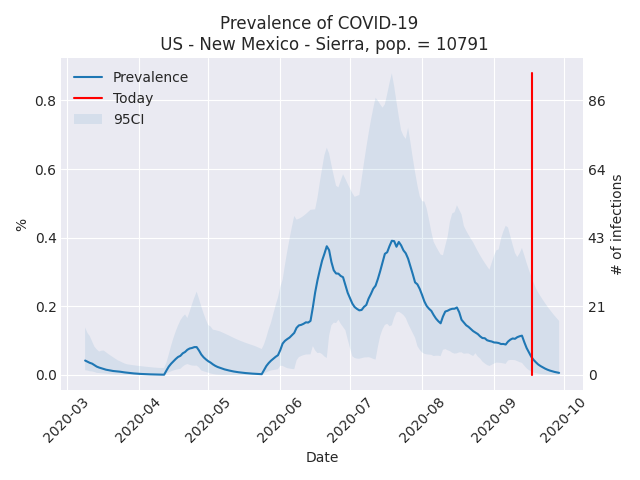 Prevalence of COVID-19
US - New Mexico - Sierra, pop. = 10791
Prevalence
Today
95CI
%
0.8
0.6
0.4
0.2
0.0
86
64
43
21
0
# of infections
2020-03
2020-04
2020-05
2020-06
2020-07
2020-08
2020-09
2020-10
Date